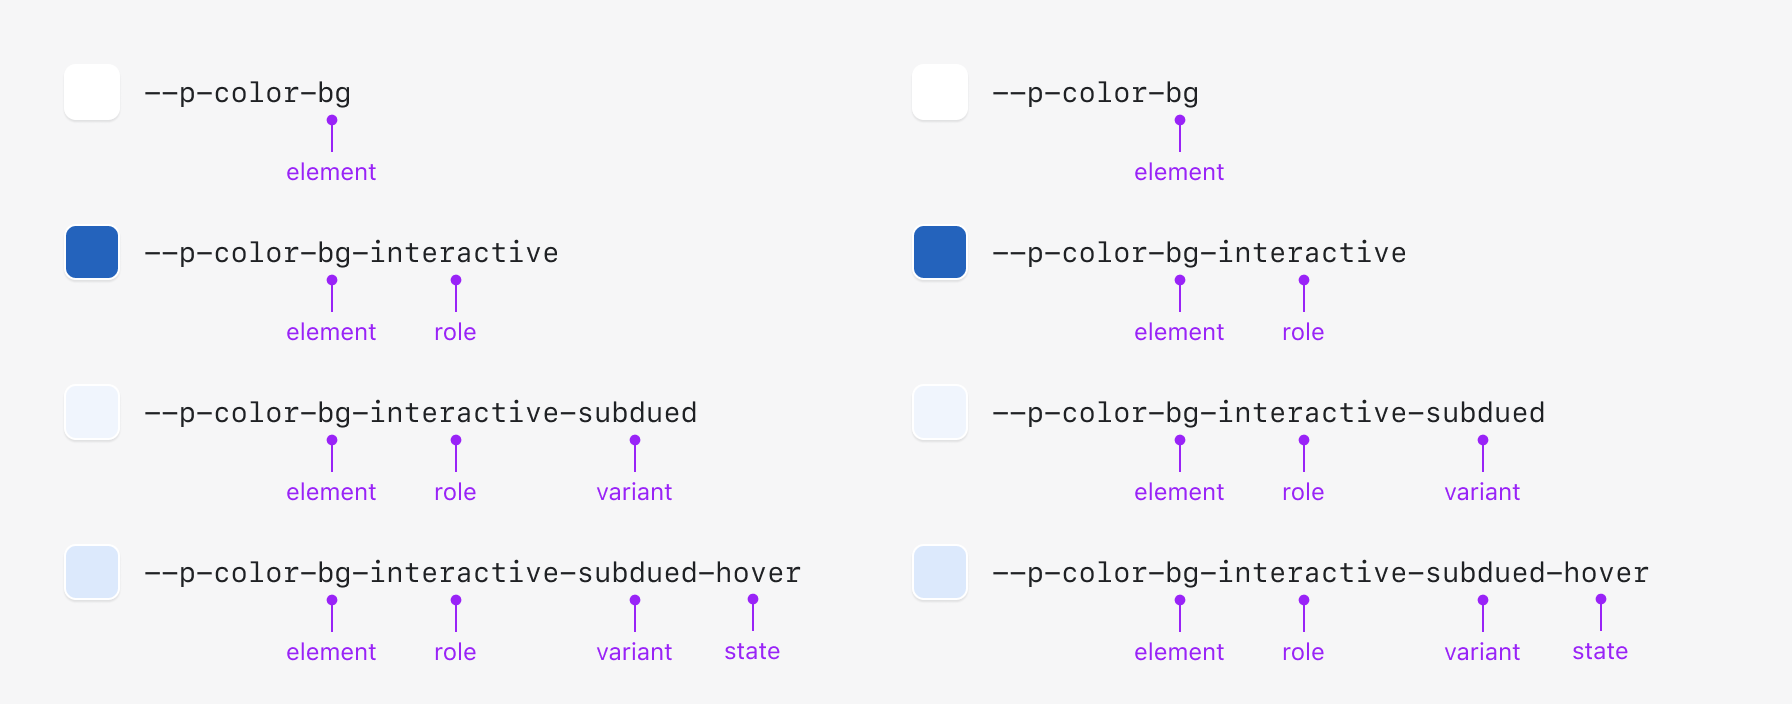 --p-color-bg
element
--p-color-bg-interactive
element role
--p-color-bg-interactive-subdued
element role variant
--p-color-bg-interactive-subdued-hover
element role variant state
--p-color-bg
element
--p-color-bg-interactive
element role
--p-color-bg-interactive-subdued
element role variant
--p-color-bg-interactive-subdued-hover
element role variant state